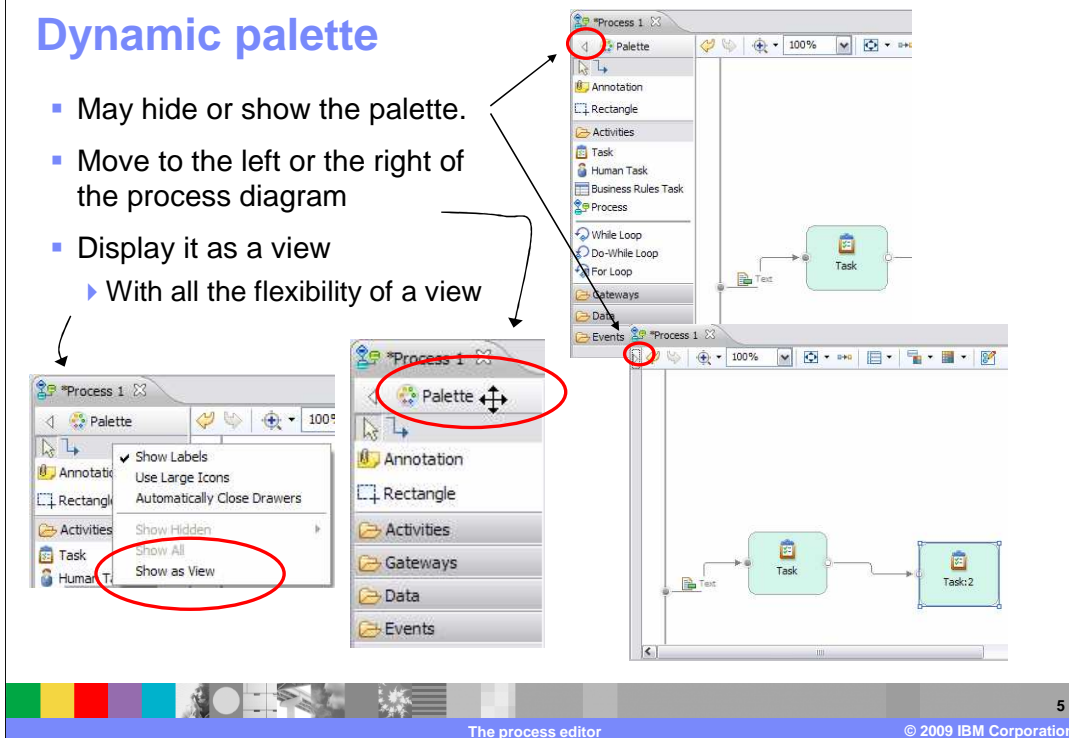 Dynamic palette
May hide or show the palette.
Move to the left or the right of
the process diagram
Display it as a view
With all the flexibility of a view
*Process 1
Palette
100%
Annotation
Rectangle
Activities
Task
Human Task
Business Rules Task
Process
While Loop
Do-While Loop
For Loop
Gateways
Data
Events
Text
Task
*Process 1
100%
Text
Task
Task:2
*Process 1
Palette
100
Show Labels
Use Large Icons
Automatically Close Drawers
Show Hidden
Show All
Show as View
Annotatio
Rectangl
Activities
Task
Human Ta
*Process 1
Palette
Annotation
Rectangle
Activities
Gateways
Data
Events
5
The process editor
© 2009 IBM Corporation